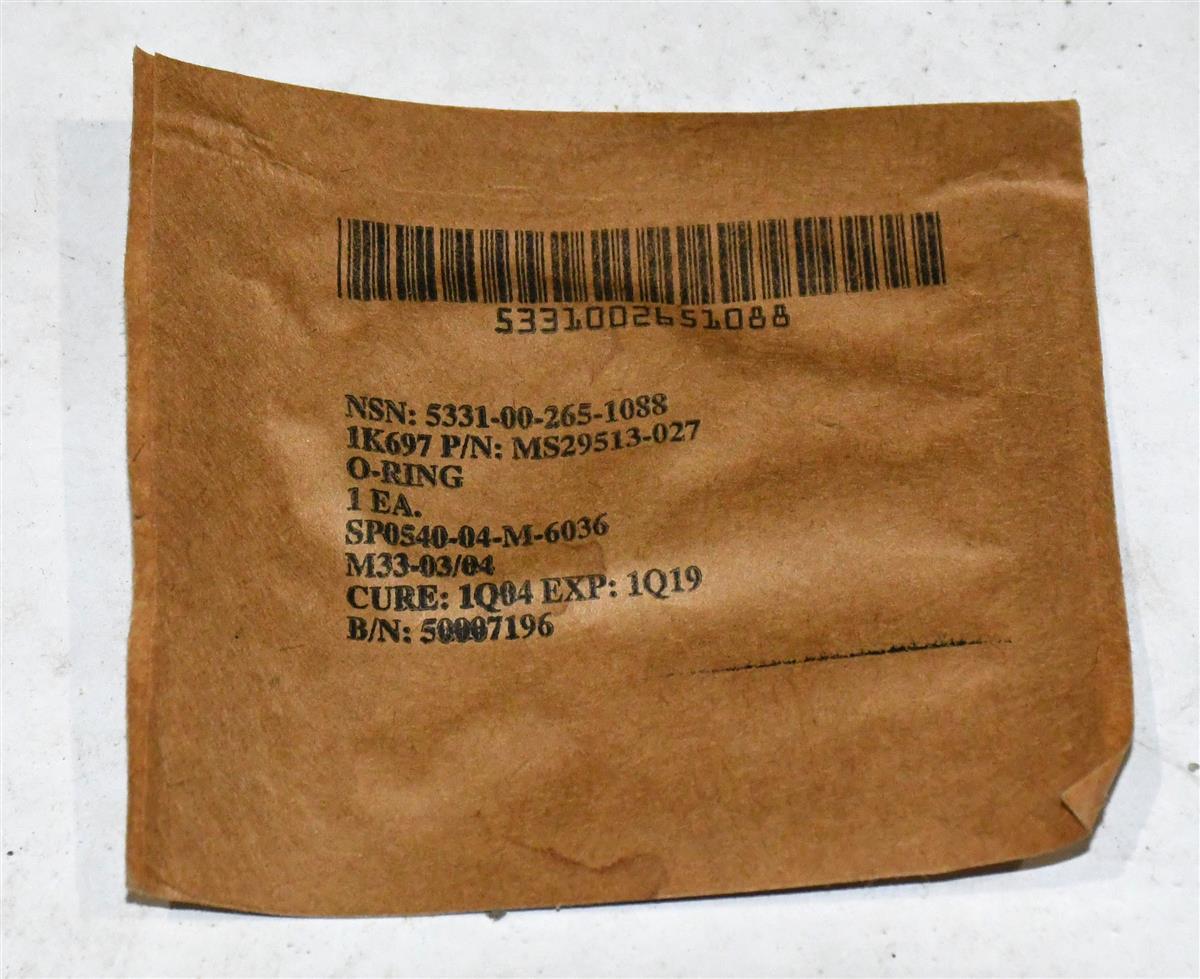 5331002651088
NSN: 5331-00-265-1088
1K697 P/N: MS29513-027
O-RING
1 EA.
SP0540-04-M-6036
M33-03/04
CURE: 1Q04 EXP: 1Q19
B/N: 50007196